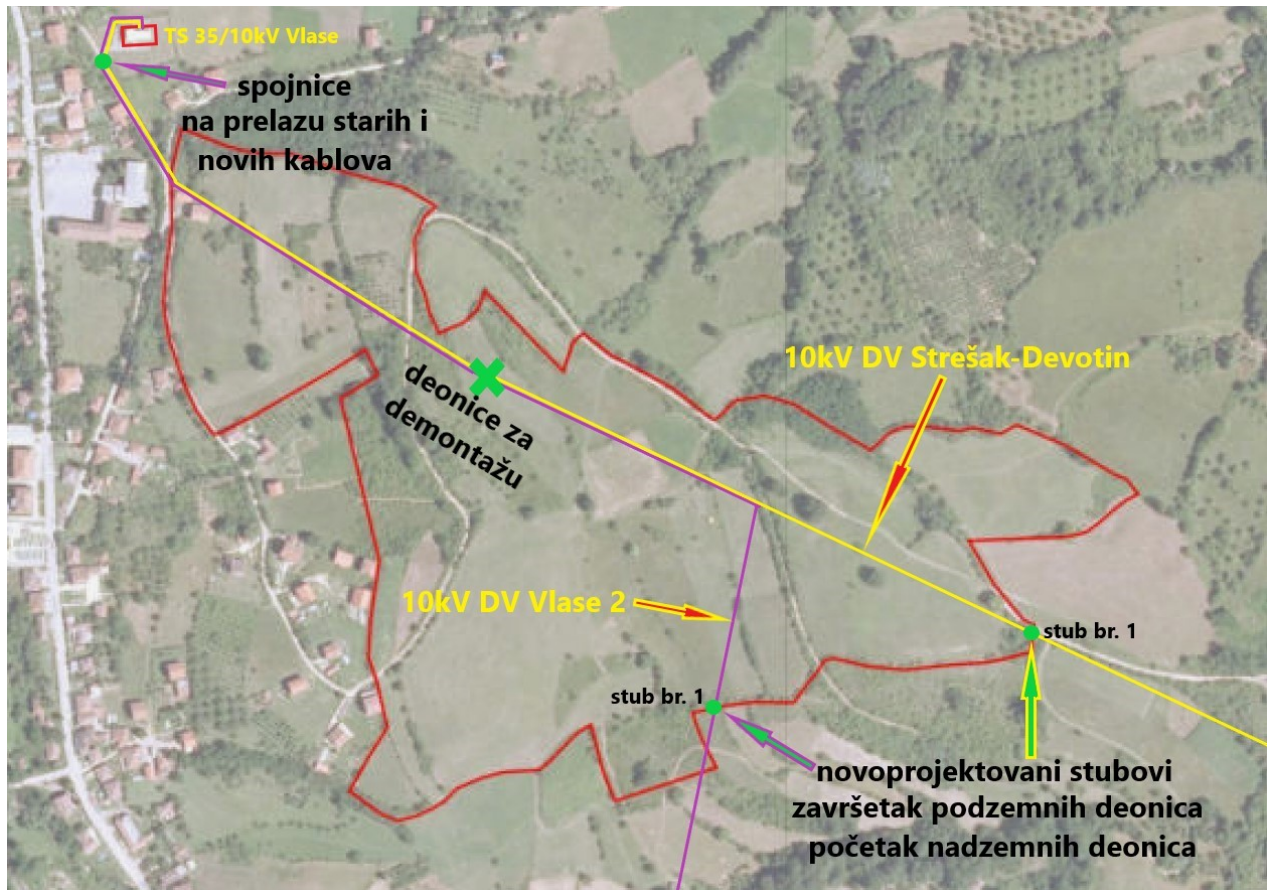 TS 35/10kV Vlase
spojnice
na prelazu starih i
novih kablova
10kV DV Strešak-Devotin
deonice za
demontažu
10kV DV Vlase 2
stub br. 1
stub br. 1
novoprojektovani stubovi
završetak podzemnih deonica
početak nadzemnih deonica